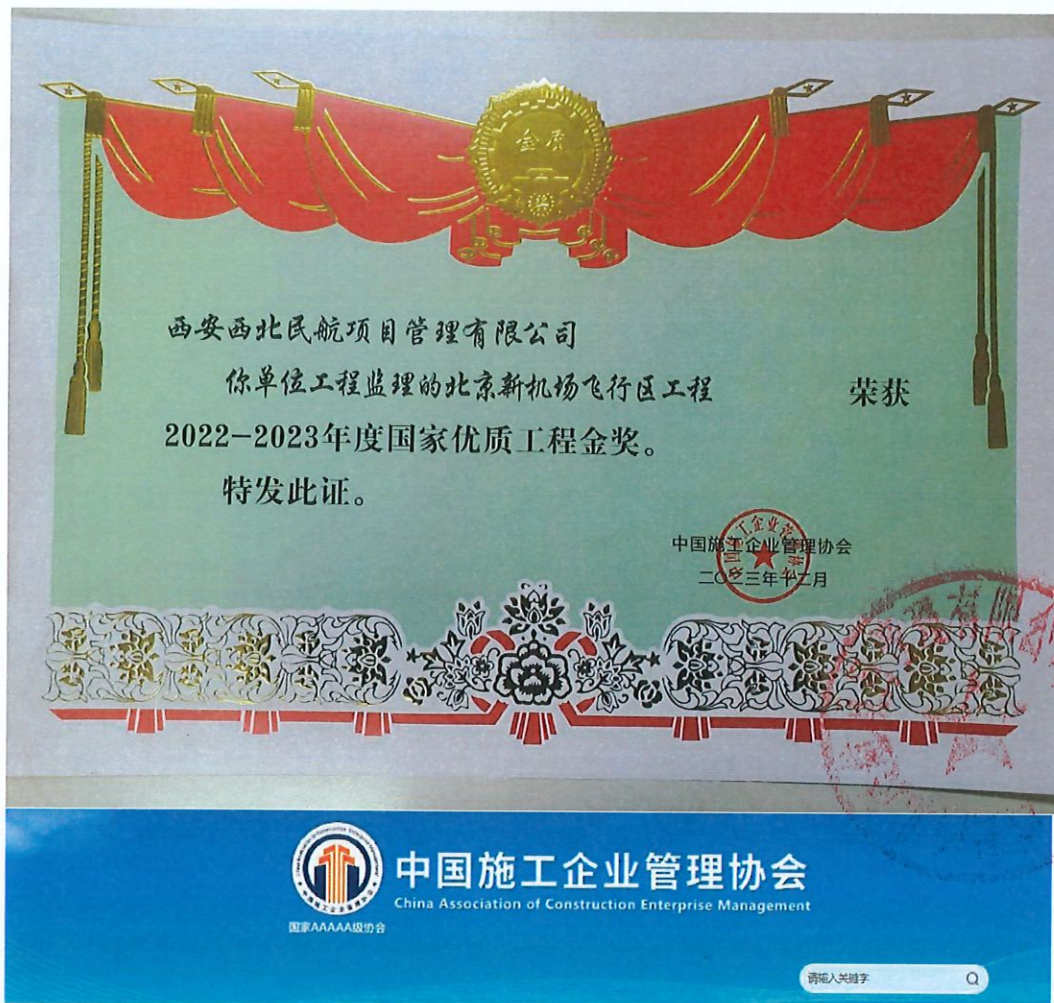 金质
奖
西安西北民航项目管理有限公司
你单位工程监理的北京新机场飞行区工程 荣获
2022-2023年度国家优质工程金奖。
特发此证。
中国施工企业管理协会
二〇二三年十二月
中国施工企业管理协会
China Association of Construction Enterprise Management
国家AAAAA级协会
请输入关键字